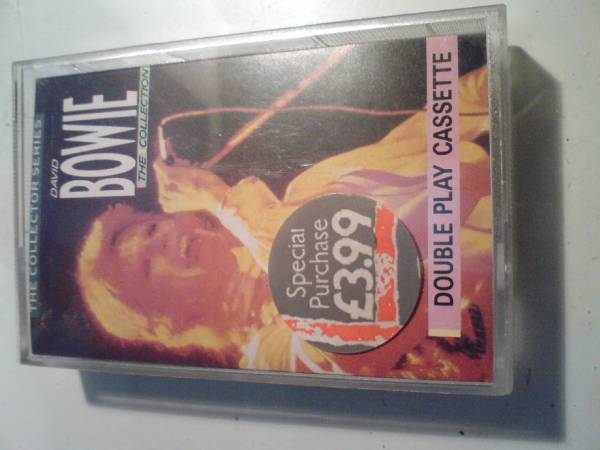 THE COLLECTOR SERIES
DAVID
BOWIE
THE COLLECTION
Special
Purchase
£3.99
DOUBLE PLAY CASSETTE